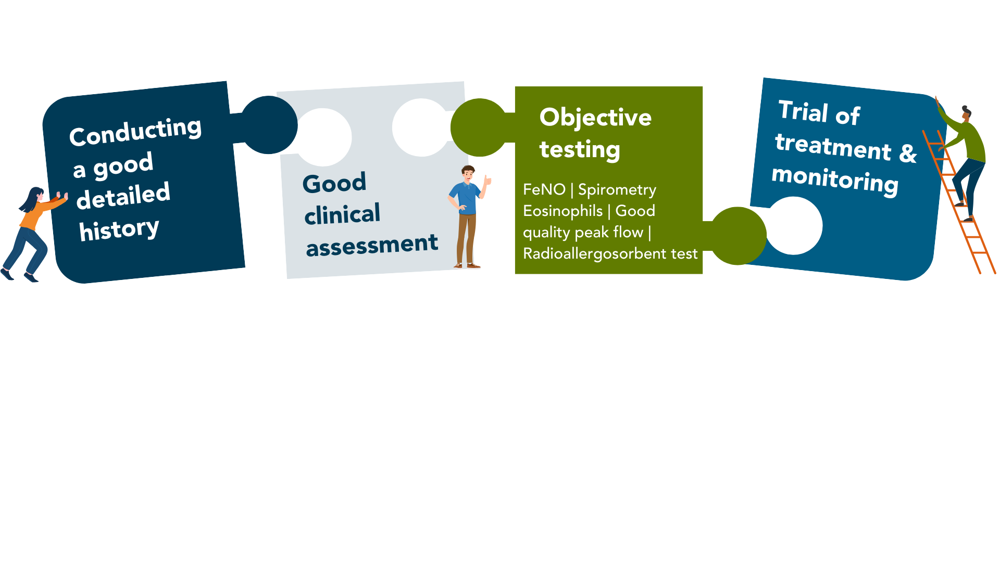 Conducting
a good
detailed
history
Good
clinical
assessment
Objective
testing
FeNO | Spirometry
Eosinophils | Good
quality peak flow |
Radioallergosorbent test
Trial of
treatment &
monitoring